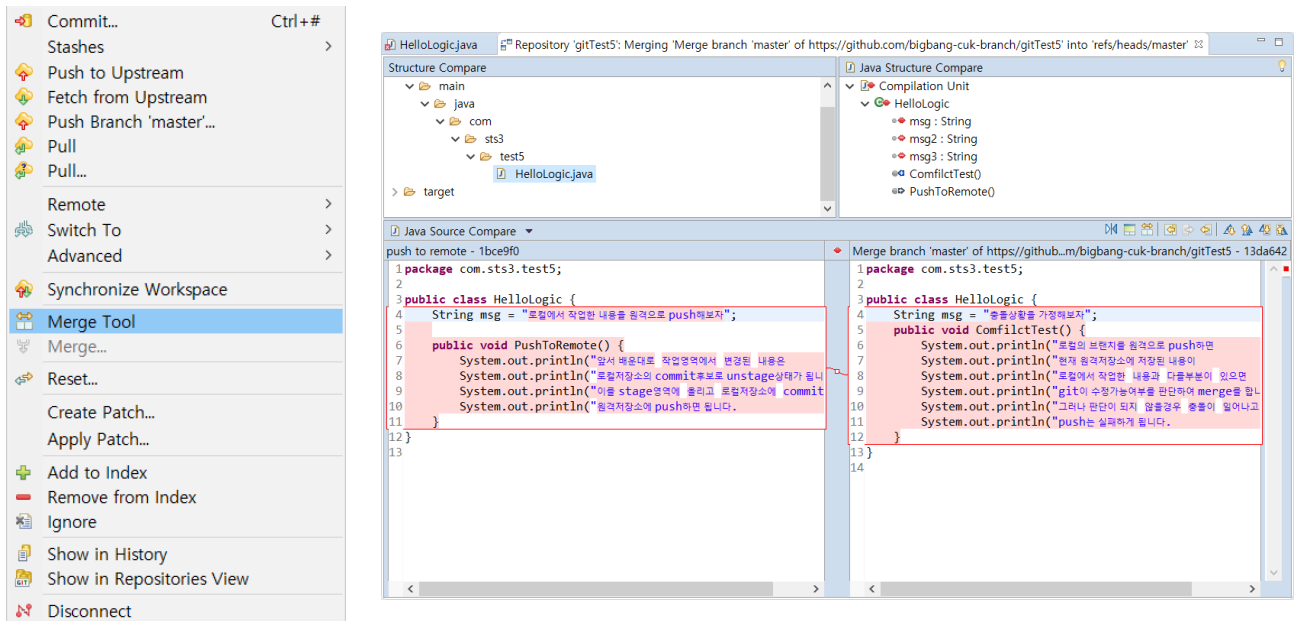 Commit... Ctrl+#
Stashes
Push to Upstream
Fetch from Upstream
Push Branch 'master'...
Pull
Pull...
Remote
Switch To
Advanced
Synchronize Workspace
Merge Tool
Merge...
Reset...
Create Patch...
Apply Patch...
Add to Index
Remove from Index
Ignore
Show in History
Show in Repositories View
Disconnect
HelloLogic.java
Repository 'gitTest5': Merging 'Merge branch 'master' of https://github.com/bigbang-cuk-branch/gitTest5' into 'refs/heads/master'
Structure Compare
main
java
com
sts3
test5
HelloLogic.java
target
Java Structure Compare
Compilation Unit
HelloLogic
msg : String
msg2 : String
msg3 : String
ComfilctTest()
PushToRemote()
Java Source Compare
push to remote - 1bce9f0
1 package com.sts3.test5;
2
3 public class HelloLogic {
4 String msg = "로컬에서 작업한 내용을 원격으로 push해보자";
5
6 public void PushToRemote() {
7 System.out.println("앞서 배운대로 작업영역에서 변경된 내용은
8 System.out.println("로컬저장소의 commit후보로 unstage상태가 됩니
9 System.out.println("이를 stage영역에 올리고 로컬저장소에 commit
10 System.out.println("원격저장소에 push하면 됩니다.
11 }
12 }
13
Merge branch 'master' of https://github...m/bigbang-cuk-branch/gitTest5 - 13da642
1 package com.sts3.test5;
2
3 public class HelloLogic {
4 String msg = "충돌상황을 가정해보자";
5 public void ComfilctTest() {
6 System.out.println("로컬의 브랜치를 원격으로 push하면
7 System.out.println("현재 원격저장소에 저장된 내용이
8 System.out.println("로컬에서 작업한 내용과 다를부분이 있으면
9 System.out.println("git이 수정가능여부를 판단하여 merge를 합니
10 System.out.println("그러나 판단이 되지 않을경우 충돌이 일어나고
11 System.out.println("push는 실패하게 됩니다.
12 }
13 }
14